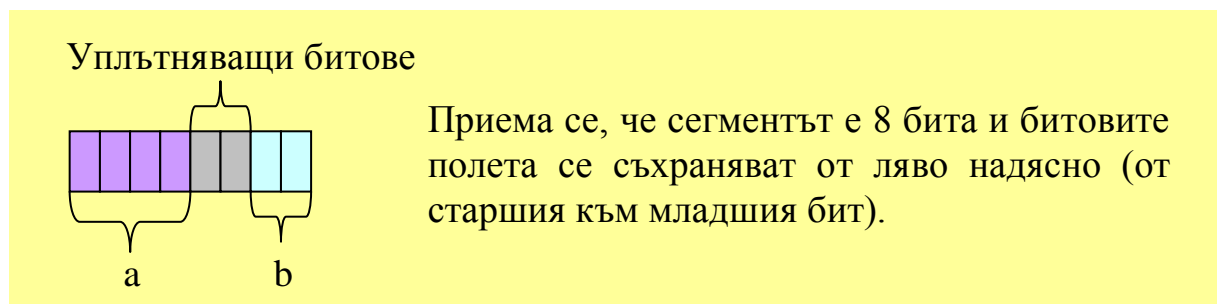 Уплътняващи битове
Приема се, че сегментът е 8 бита и битовите
полета се съхраняват от ляво надясно (от
старшия към младшия бит).
a
b